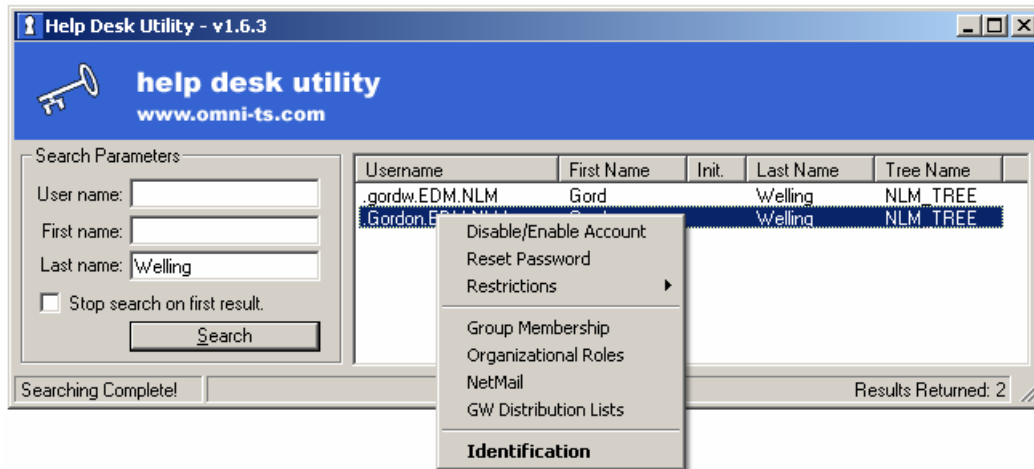 Help Desk Utility - v1.6.3
help desk utility
www.omni-ts.com
Search Parameters
User name:
First name:
Last name: Welling
Stop search on first result.
Search
Username First Name Init. Last Name Tree Name
.gordw.EDM.NLM Gord Welling NLM_TREE
Welling NLM_TREE
Disable/Enable Account
Reset Password
Restrictions
Group Membership
Organizational Roles
NetMail
GW Distribution Lists
Identification
Searching Complete! Results Returned: 2